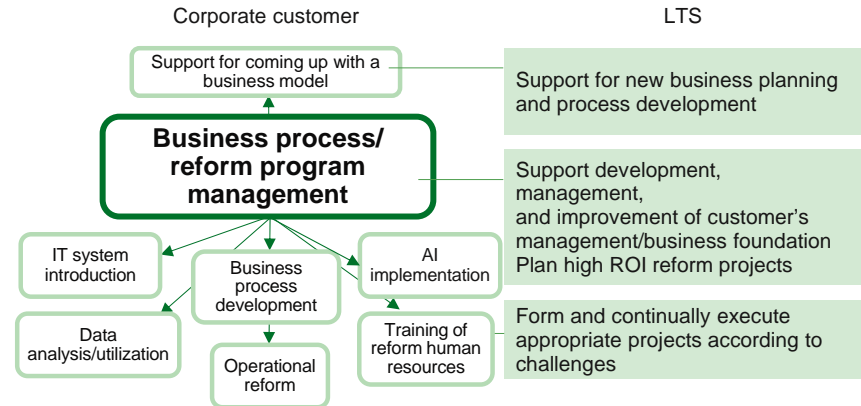 Corporate customer
LTS
Support for coming up with a
business model
Support for new business planning
and process development
Business process/
reform program
management
Support development,
management,
and improvement of customer's
management/business foundation
Plan high ROI reform projects
IT system
introduction
Business
process
development
AI
implementation
Data
analysis/utilization
Operational
reform
Training of
reform human
resources
Form and continually execute
appropriate projects according to
challenges